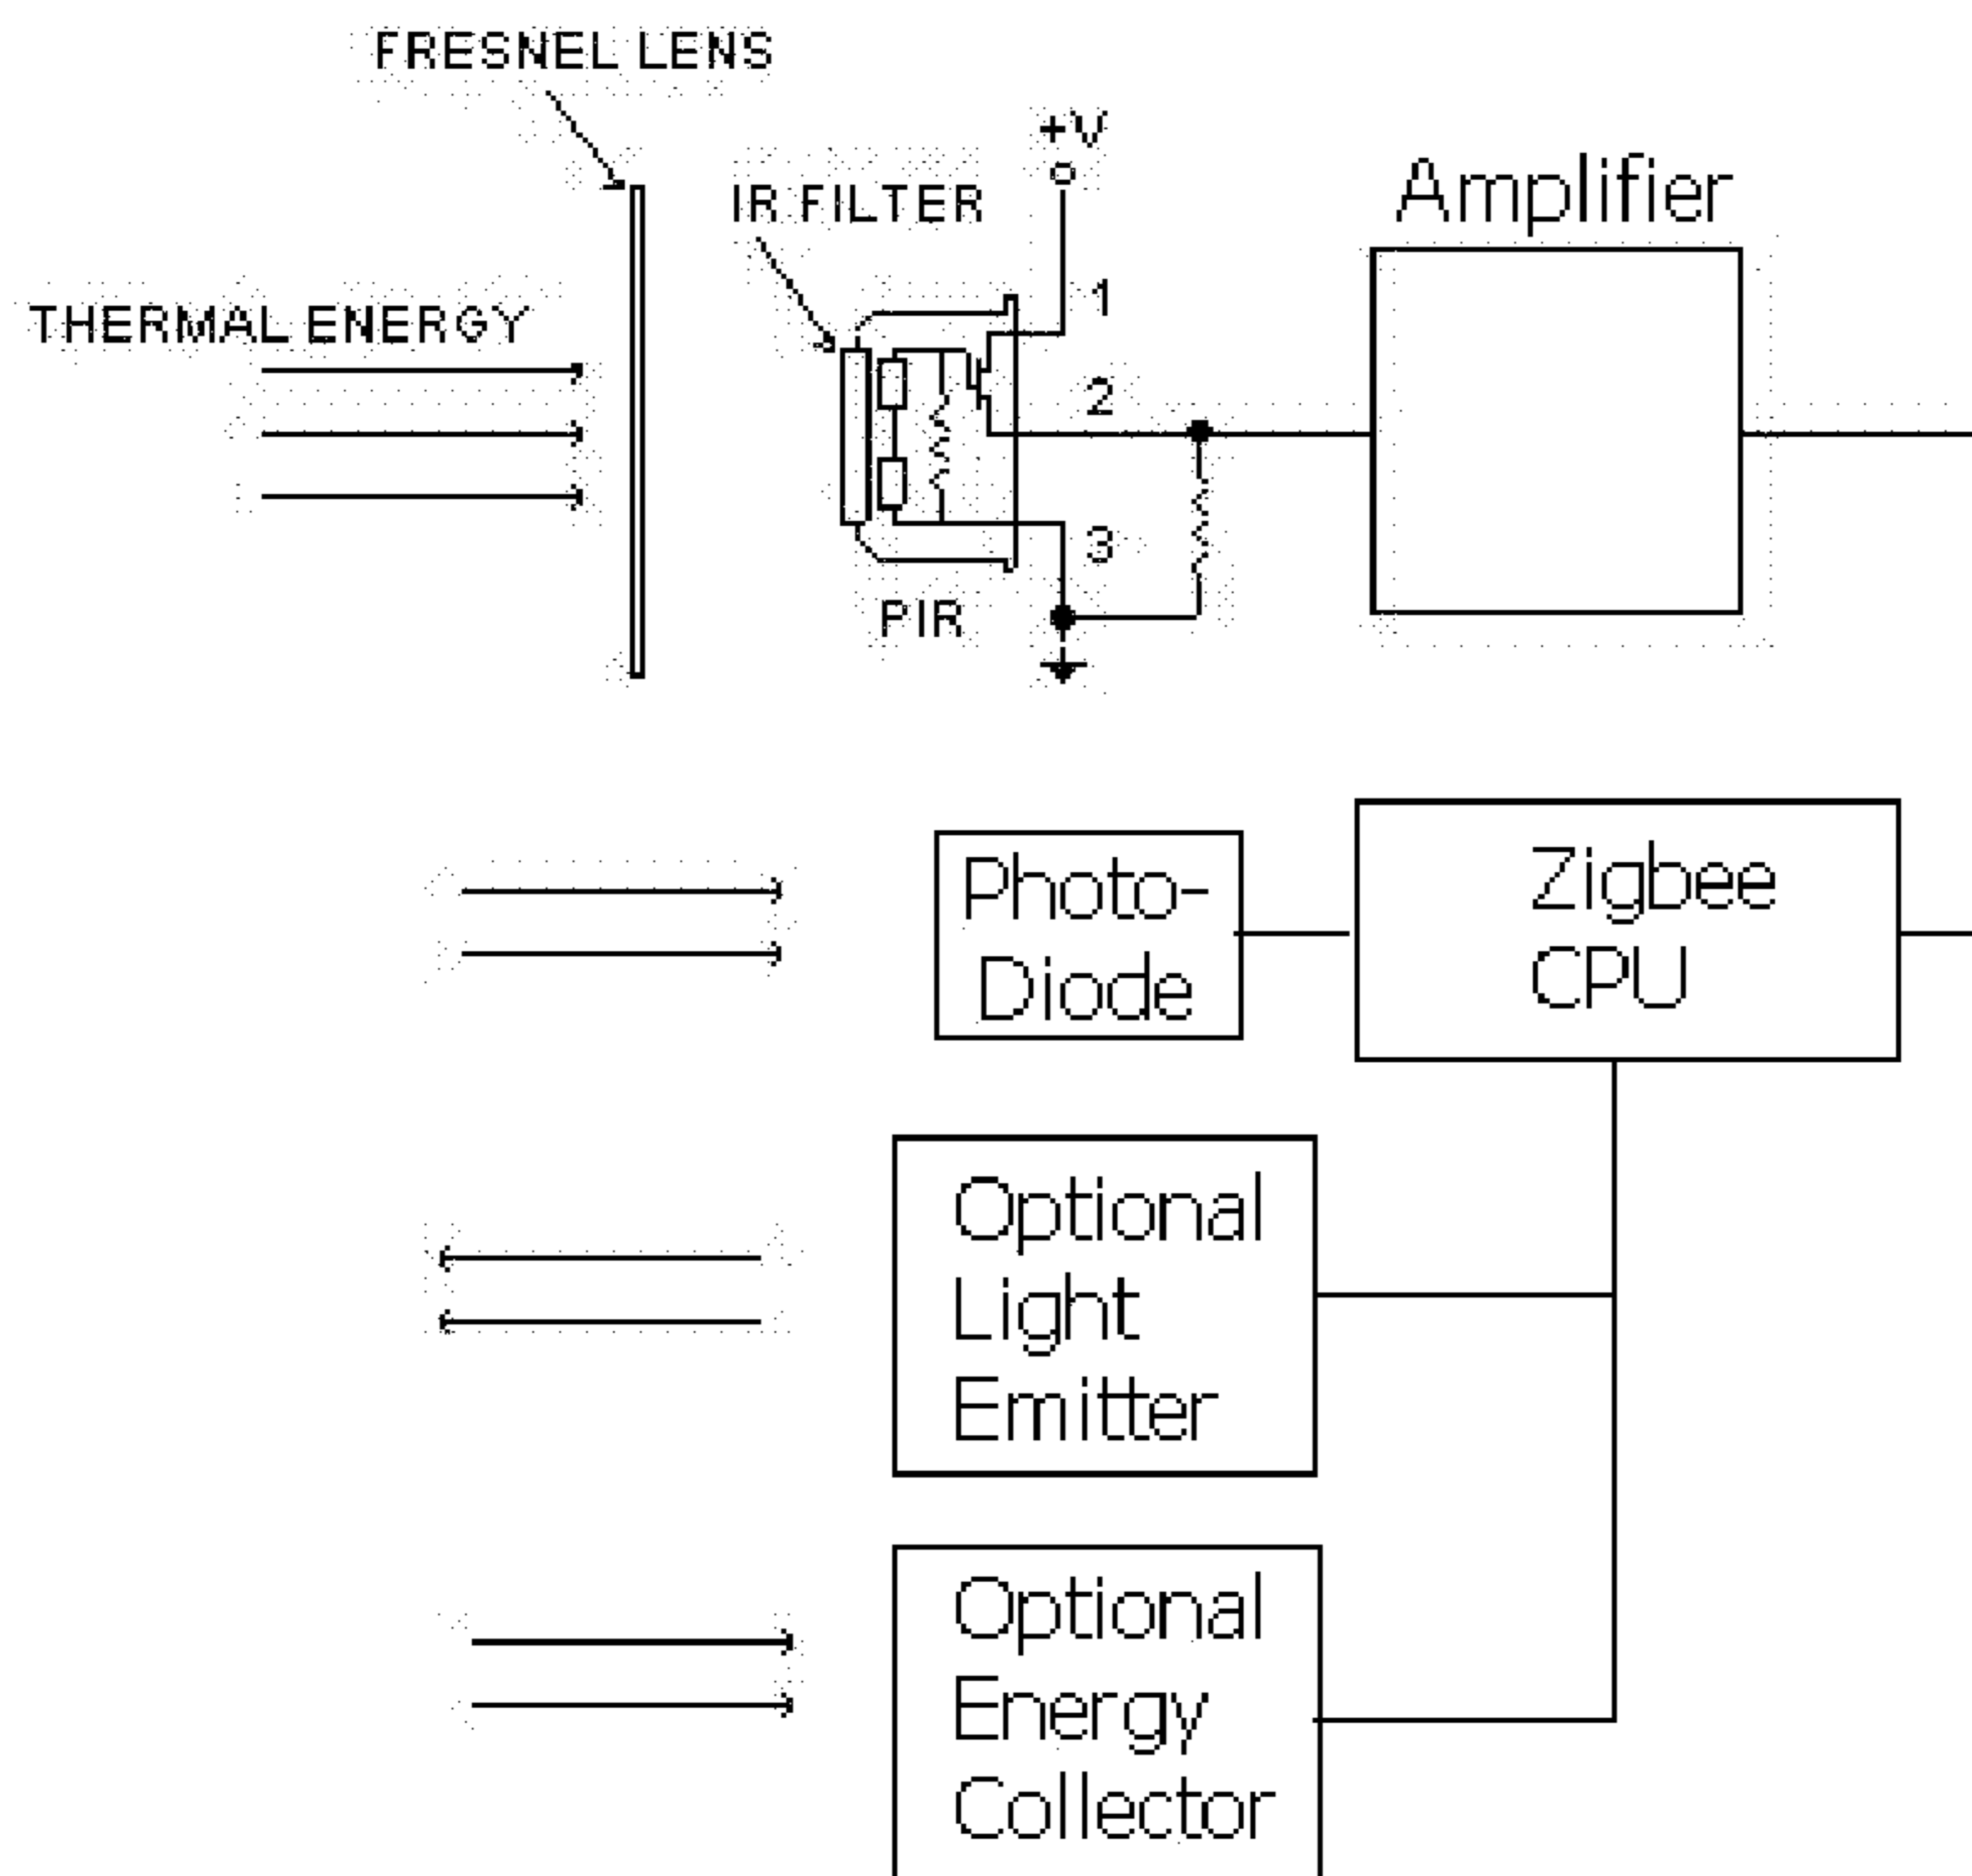 FRESNEL LENS
+V
IR FILTER
Amplifier
THERMAL ENERGY
1
2
3
PIR
Photo-
Diode
Zigbee
CPU
Optional
Light
Emitter
Optional
Energy
Collector